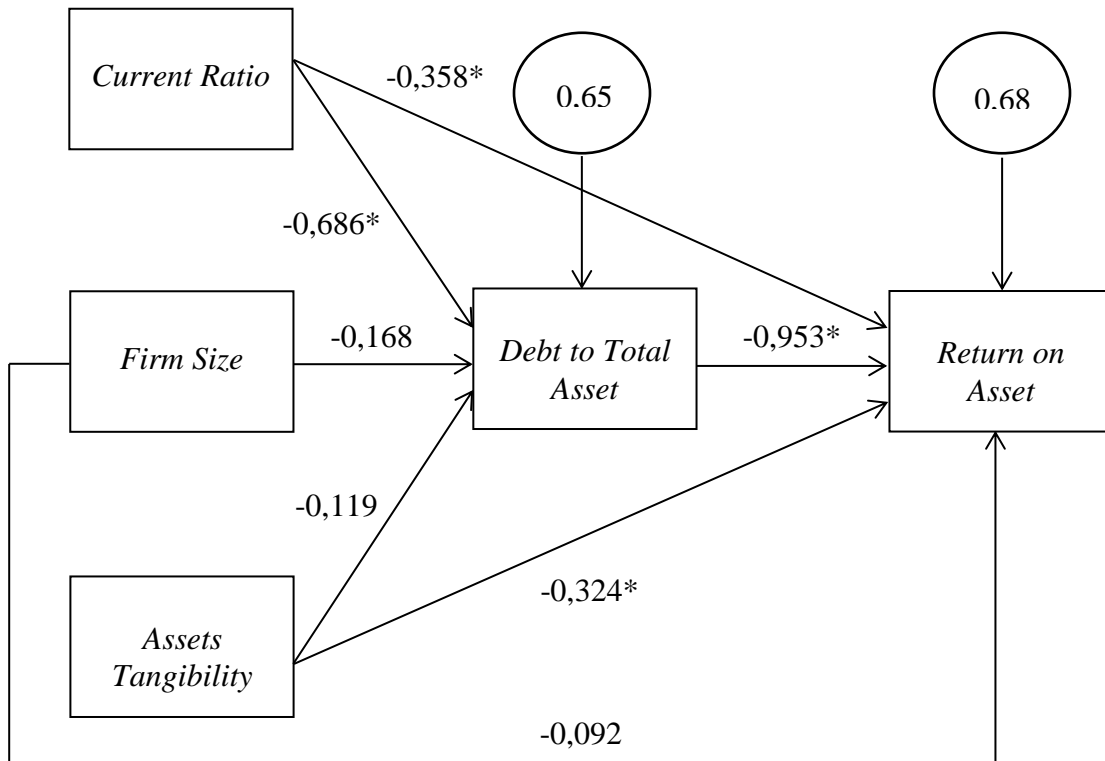 Current Ratio
-0,358*
0.65
0.68
-0,686*
Firm Size
-0,168
Debt to Total
Asset
-0,953*
Return on
Asset
-0,119
-0,324*
Assets
Tangibility
-0,092